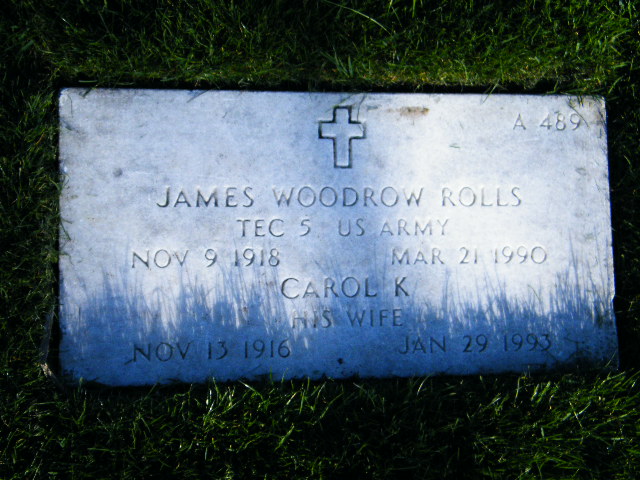 A 489
JAMES WOODROW ROLLS
TEC 5 US ARMY
NOV 9 1918 MAR 21 1990
CAROL K
HIS WIFE
NOV 13 1916 JAN 29 1993